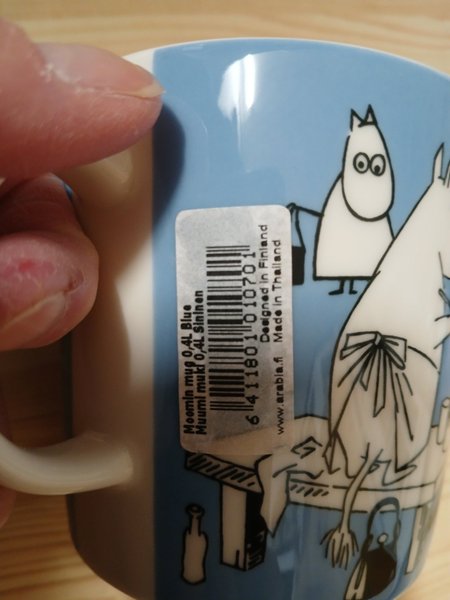 Moomin mug 0,4L Blue
Muumi muki 0,4L Sininen
6 411801 010701
Designed in Finland
www.arabia.fi Made in Thailand